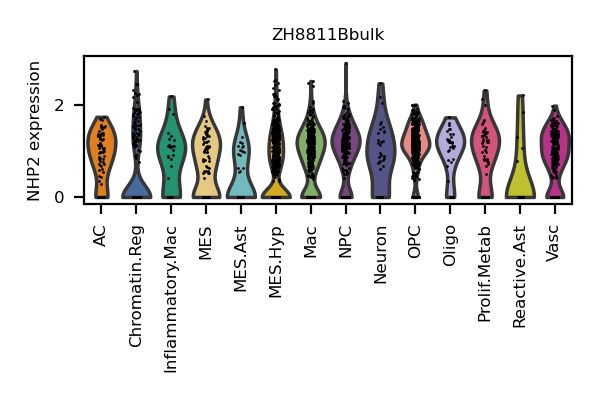 ZH8811Bbulk
NHP2 expression
2
0
AC
Chromatin.Reg
Inflammatory.Mac
MES
MES.Ast
MES.Hyp
Mac
NPC
Neuron
OPC
Oligo
Prolif.Metab
Reactive.Ast
Vasc